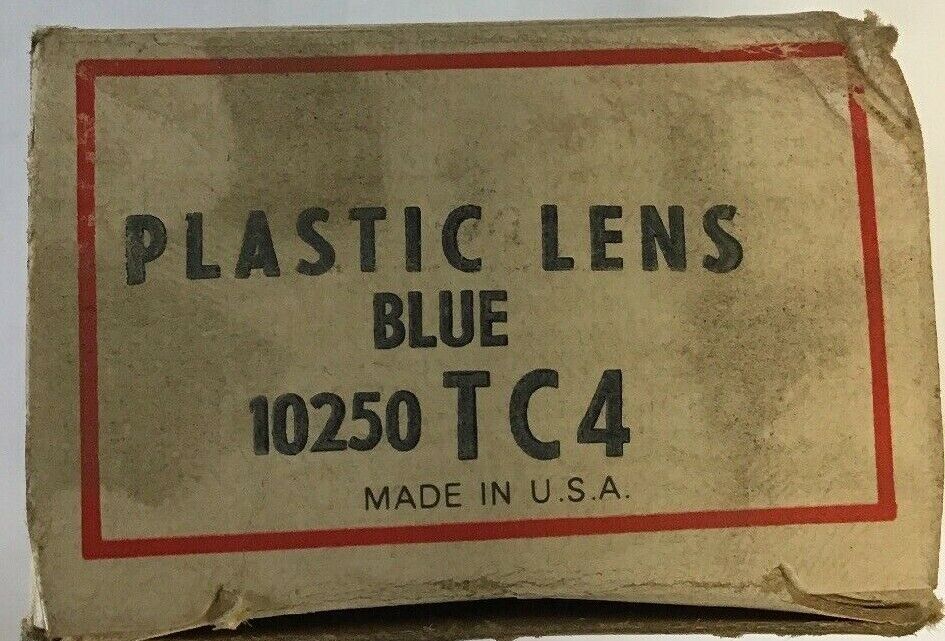 PLASTIC LENS
BLUE
10250 TC4
MADE IN U.S.A.